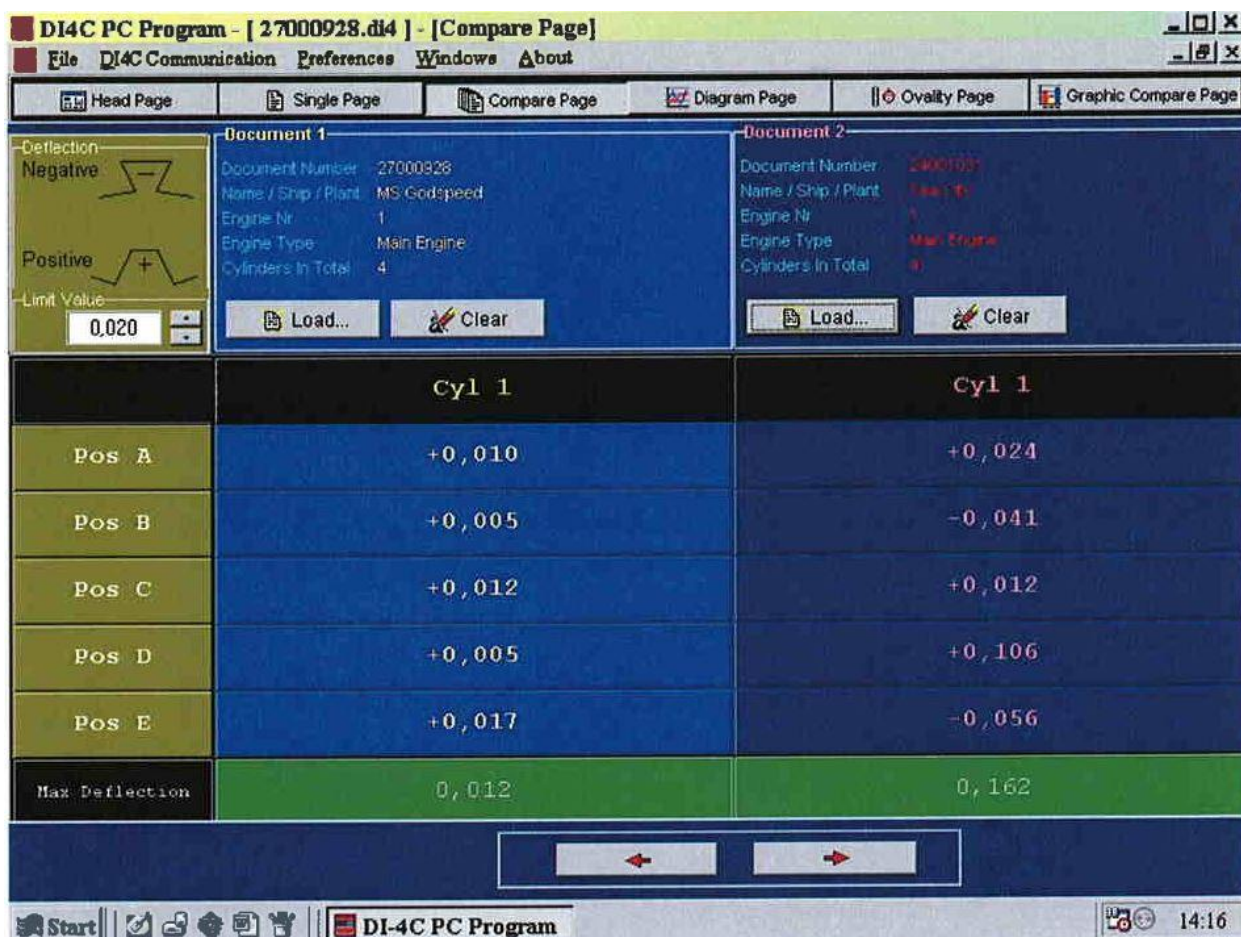 DI4C PC Program - [ 27000928.di4 ] - [Compare Page]
File DI4C Communication Preferences Windows About
Head Page Single Page Compare Page Diagram Page Ovality Page Graphic Compare Page
Deflection
Negative
Positive
Limit Value
0,020
Document 1
Document Number 27000928
Name / Ship / Plant MS Godspeed
Engine Nr 1
Engine Type Main Engine
Cylinders In Total 4
Load... Clear
Document 2
Document Number
Name / Ship / Plant
Engine Nr 1
Engine Type Main Engine
Cylinders In Total
Load... Clear
Cyl 1 Cyl 1
Pos A +0,010 +0,024
Pos B +0,005 -0,041
Pos C +0,012 +0,012
Pos D +0,005 +0,106
Pos E +0,017 -0,056
Max Deflection 0,012 0,162
Start DI-4C PC Program 14:16